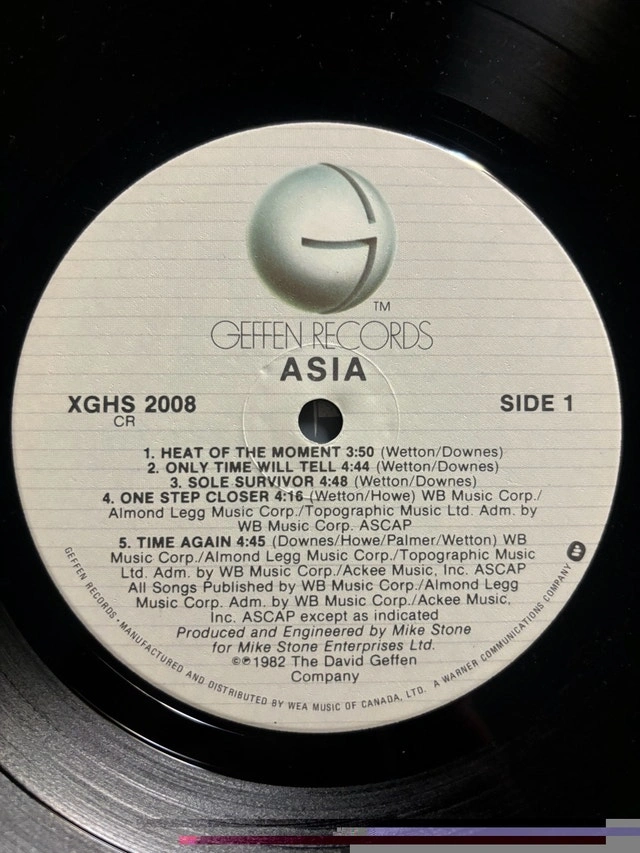 TM
GEFFEN RECORDS
ASIA
XGHS 2008
CR
SIDE 1
1. HEAT OF THE MOMENT 3:50 (Wetton/Downes)
2. ONLY TIME WILL TELL 4:44 (Wetton/Downes)
3. SOLE SURVIVOR 4:48 (Wetton/Downes)
4. ONE STEP CLOSER 4:16 (Wetton/Howe) WB Music Corp./
Almond Legg Music Corp./Topographic Music Ltd. Adm. by
WB Music Corp. ASCAP
5. TIME AGAIN 4:45 (Downes/Howe/Palmer/Wetton) WB
Music Corp./Almond Legg Music Corp./Topographic Music
Ltd. Adm. by WB Music Corp./Ackee Music, Inc. ASCAP
All Songs Published by WB Music Corp./Almond Legg
Music Corp. Adm. by WB Music Corp./Ackee Music,
Inc. ASCAP except as indicated
Produced and Engineered by Mike Stone
for Mike Stone Enterprises Ltd.
©℗1982 The David Geffen
Company
GEFFEN RECORDS • MANUFACTURED AND DISTRIBUTED BY WEA MUSIC OF CANADA, LTD. A WARNER COMMUNICATIONS COMPANY